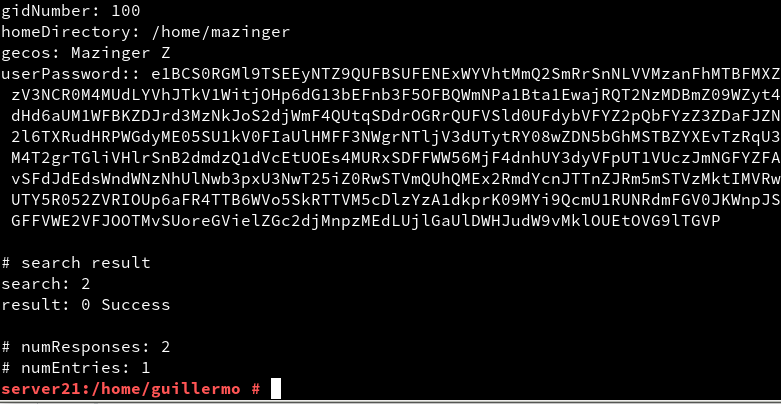 gidNumber: 100
homeDirectory: /home/mazinger
gecos: Mazinger Z
userPassword:: e1BCS0RGMl9TSEEyNTZ9QUFBSUFENExWYVhtMmQ2SmRrSnNLVVMzanFhMTBFMXZ
zV3NCR0M4MUdLYVhJTkV1WitjOHp6dG13bEFnb3F5OFBQWmNPa1Bta1EwajRQT2NzMDBmZ09WZyt4
dHd6aUM1WFBKZDJrd3MzNkJoS2djWmF4QUtqSDdrOGRrQUFVSld0UFdybVFYZ2pQbFYzZ3ZDaFJZN
2l6TXRudHRPWGdyME05SU1kV0FIaUlHMFF3NWgrNTljV3dUTytRY08wZDN5bGhMSTBZYXEvTzRqU3
M4T2grTGliVHlrSnB2dmdzQ1dVcEtUOEs4MURxSDFFWW56MjF4dnhUY3dyVFpUT1VUczJmNGFYZFA
vSFdJdEdsWndWNzNhUlNwb3pxU3NwT25iZ0RwSTVmQUhQMEx2RmdYcnJTTnZJRm5mSTVzMktIMVRw
UTY5R052ZVRIOUp6aFR4TTB6WVo5SkRTTVM5cDlzYzA1dkprK09MYi9QcmU1RUNRdmFGV0JKWnpJS
GFFVWE2VFJOOTMvSUoreGVielZGc2djMnpzMEdLUjlGaUlDWHJudW9vMklOUEtOVG9lTGVP

# search result
search: 2
result: 0 Success

# numResponses: 2
# numEntries: 1
server21:/home/guillermo #